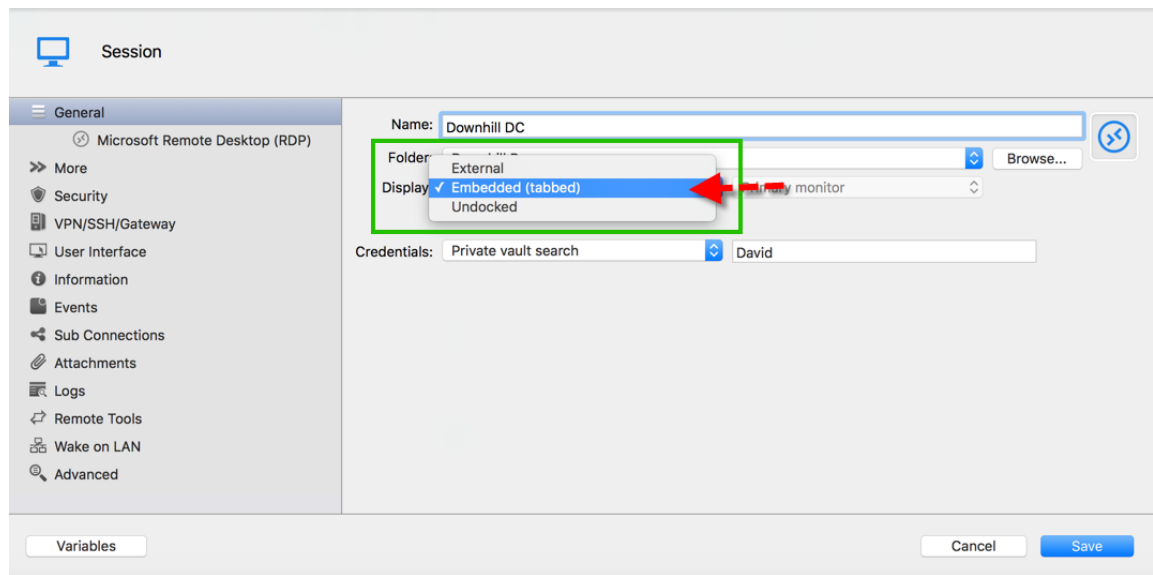 Session
General
Microsoft Remote Desktop (RDP)
More
Security
VPN/SSH/Gateway
User Interface
Information
Events
Sub Connections
Attachments
Logs
Remote Tools
Wake on LAN
Advanced
Name: Downhill DC
Folder Browse...
External
Display ✓ Embedded (tabbed) monitor
Undocked
Credentials: Private vault search David
Variables Cancel Save